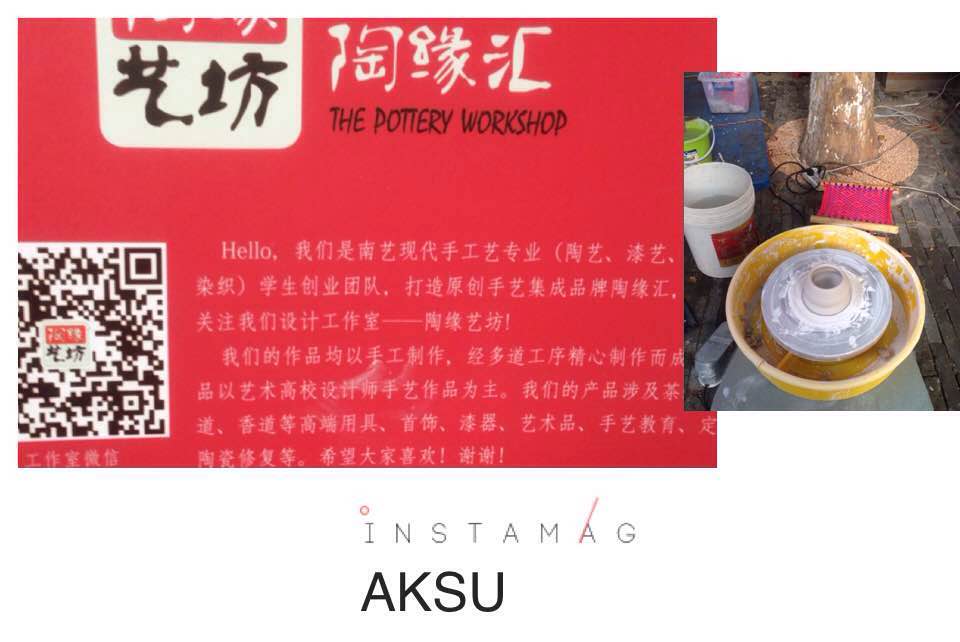 艺坊
陶缘汇
THE POTTERY WORKSHOP
Hello，我们是南艺现代手工艺专业（陶艺、漆艺、
染织）学生创业团队，打造原创手艺集成品牌陶缘汇，
关注我们设计工作室——陶缘艺坊！
我们的作品均以手工制作，经多道工序精心制作而成
品以艺术高校设计师手艺作品为主。我们的产品涉及茶
道、香道等高端用具、首饰、漆器、艺术品、手艺教育、定
陶瓷修复等。希望大家喜欢！谢谢！
陶缘
艺坊
工作室微信
INSTAMAG
AKSU